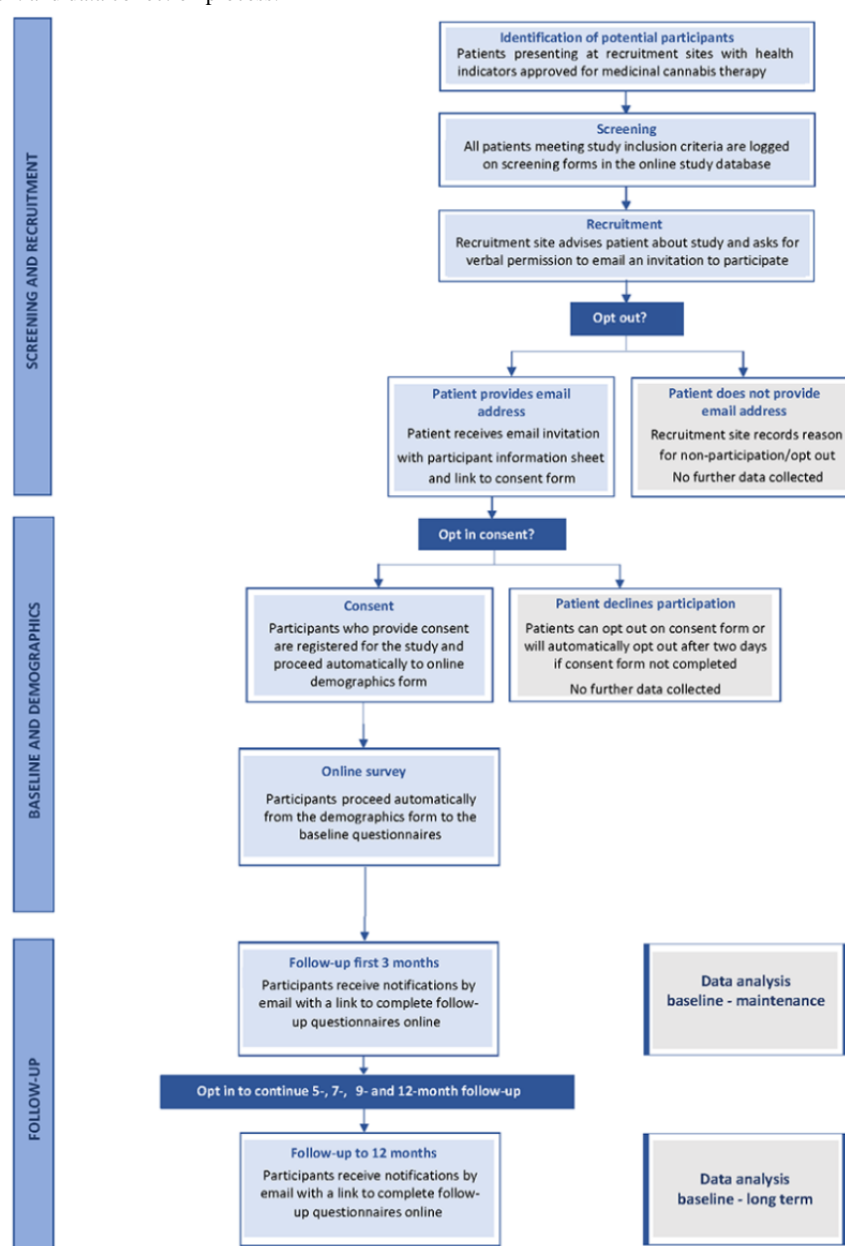 SCREENING AND RECRUITMENT
Identification of potential participants
Patients presenting at recruitment sites with health
indicators approved for medicinal cannabis therapy
Screening
All patients meeting study inclusion criteria are logged
on screening forms in the online study database
Recruitment
Recruitment site advises patient about study and asks for
verbal permission to email an invitation to participate
Opt out?
Patient provides email
address
Patient receives email invitation
with participant information sheet
and link to consent form
Patient does not provide
email address
Recruitment site records reason
for non-participation/opt out
No further data collected
BASELINE AND DEMOGRAPHICS
Opt in consent?
Consent
Participants who provide consent
are registered for the study and
proceed automatically to online
demographics form
Patient declines participation
Patients can opt out on consent form or
will automatically opt out after two days
if consent form not completed
No further data collected
Online survey
Participants proceed automatically
from the demographics form to the
baseline questionnaires
FOLLOW-UP
Follow-up first 3 months
Participants receive notifications by
email with a link to complete follow-
up questionnaires online
Data analysis
baseline - maintenance
Opt in to continue 5-, 7-, 9- and 12-month follow-up
Follow-up to 12 months
Participants receive notifications by
email with a link to complete follow-
up questionnaires online
Data analysis
baseline - long term